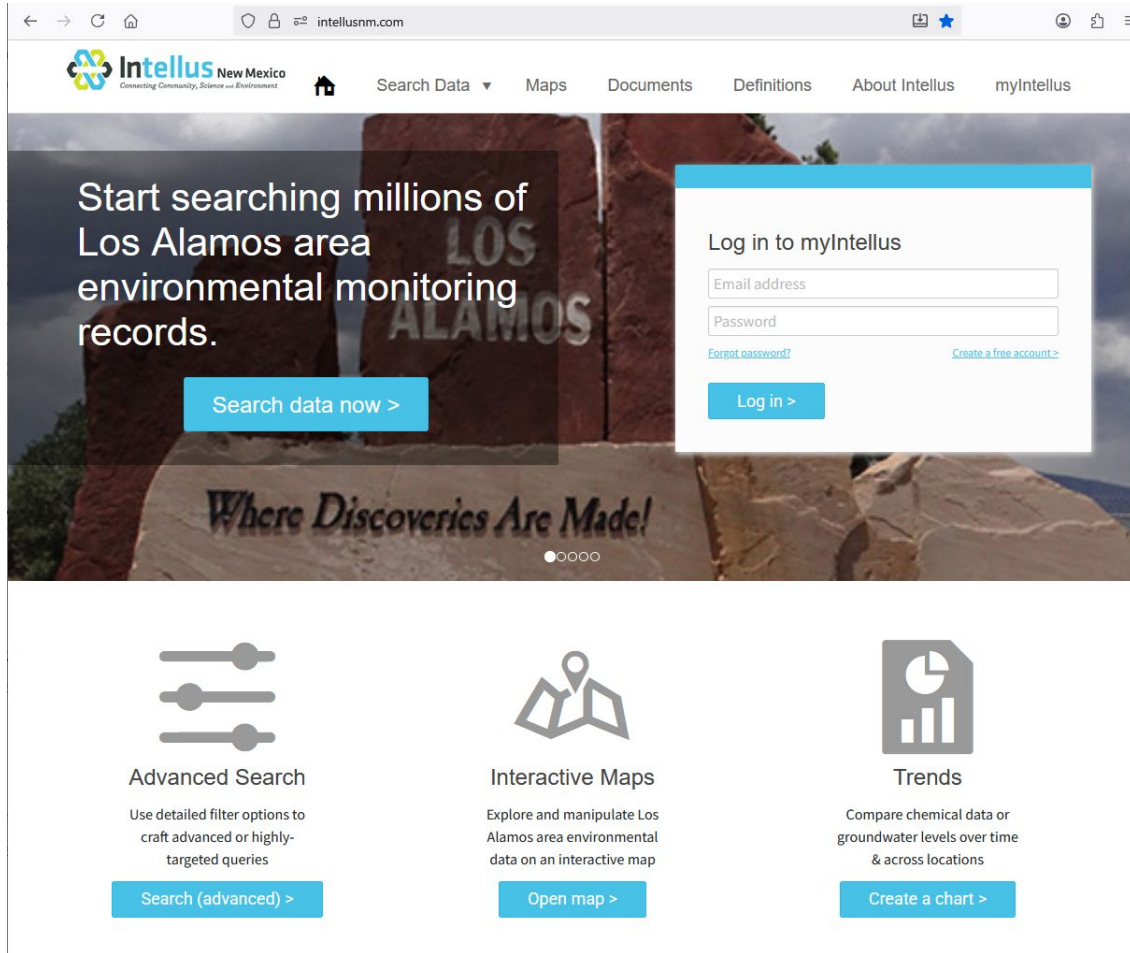 intellusnm.com
Intellus New Mexico
Connecting Community, Science and Environment
Search Data ▼ Maps Documents Definitions About Intellus myIntellus
Start searching millions of
Los Alamos area
environmental monitoring
records.
Search data now >
LOS
ALAMOS
Where Discoveries Are Made!
Log in to myIntellus
Email address
Password
Forgot password? Create a free account >
Log in >
Advanced Search
Use detailed filter options to
craft advanced or highly-
targeted queries
Search (advanced) >
Interactive Maps
Explore and manipulate Los
Alamos area environmental
data on an interactive map
Open map >
Trends
Compare chemical data or
groundwater levels over time
& across locations
Create a chart >